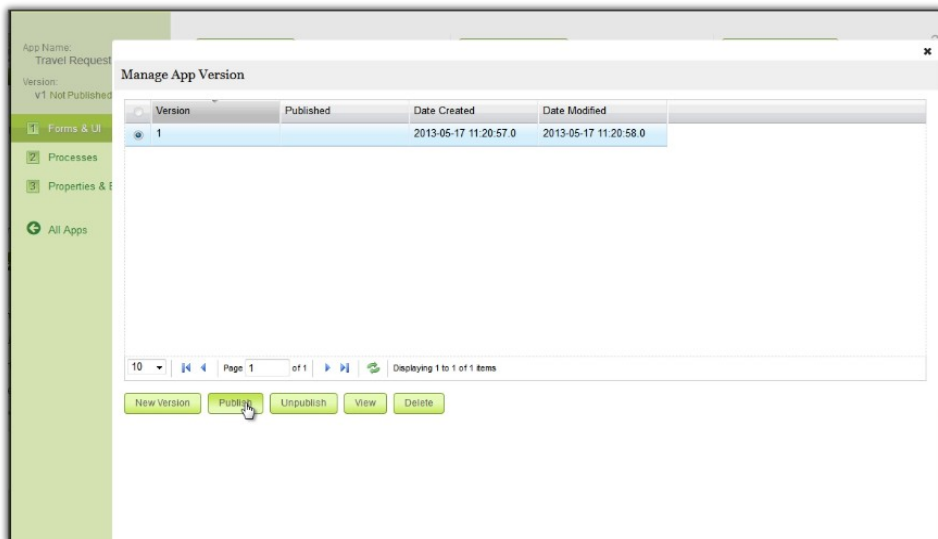 App Name:
Travel Request
Version:
v1 Not Published
1 Forms & UI
2 Processes
3 Properties &
All Apps
Manage App Version
x
Version Published Date Created Date Modified
1 2013-05-17 11:20:57.0 2013-05-17 11:20:58.0
10 Page 1 of 1 Displaying 1 to 1 of 1 items
New Version Publish Unpublish View Delete